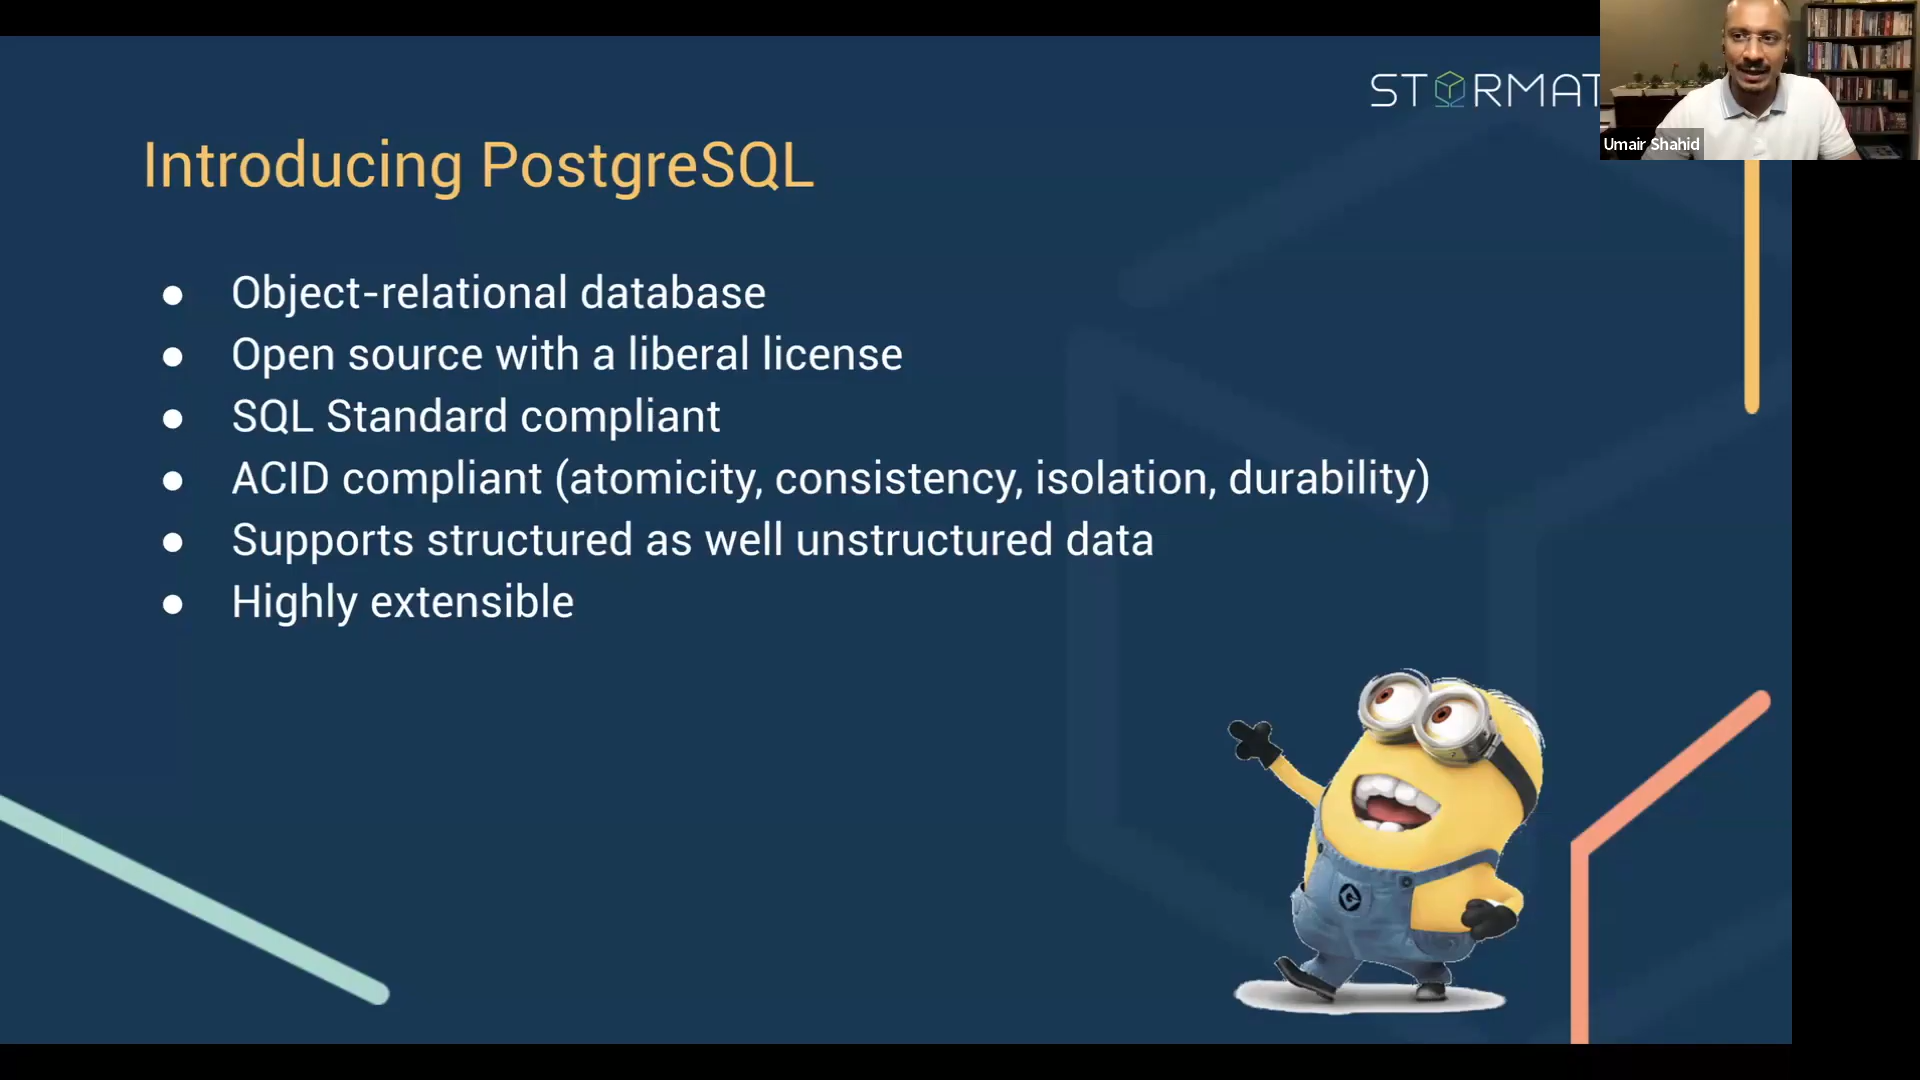 STORMAT
Umair Shahid
Introducing PostgreSQL
● Object-relational database
● Open source with a liberal license
● SQL Standard compliant
● ACID compliant (atomicity, consistency, isolation, durability)
● Supports structured as well unstructured data
● Highly extensible